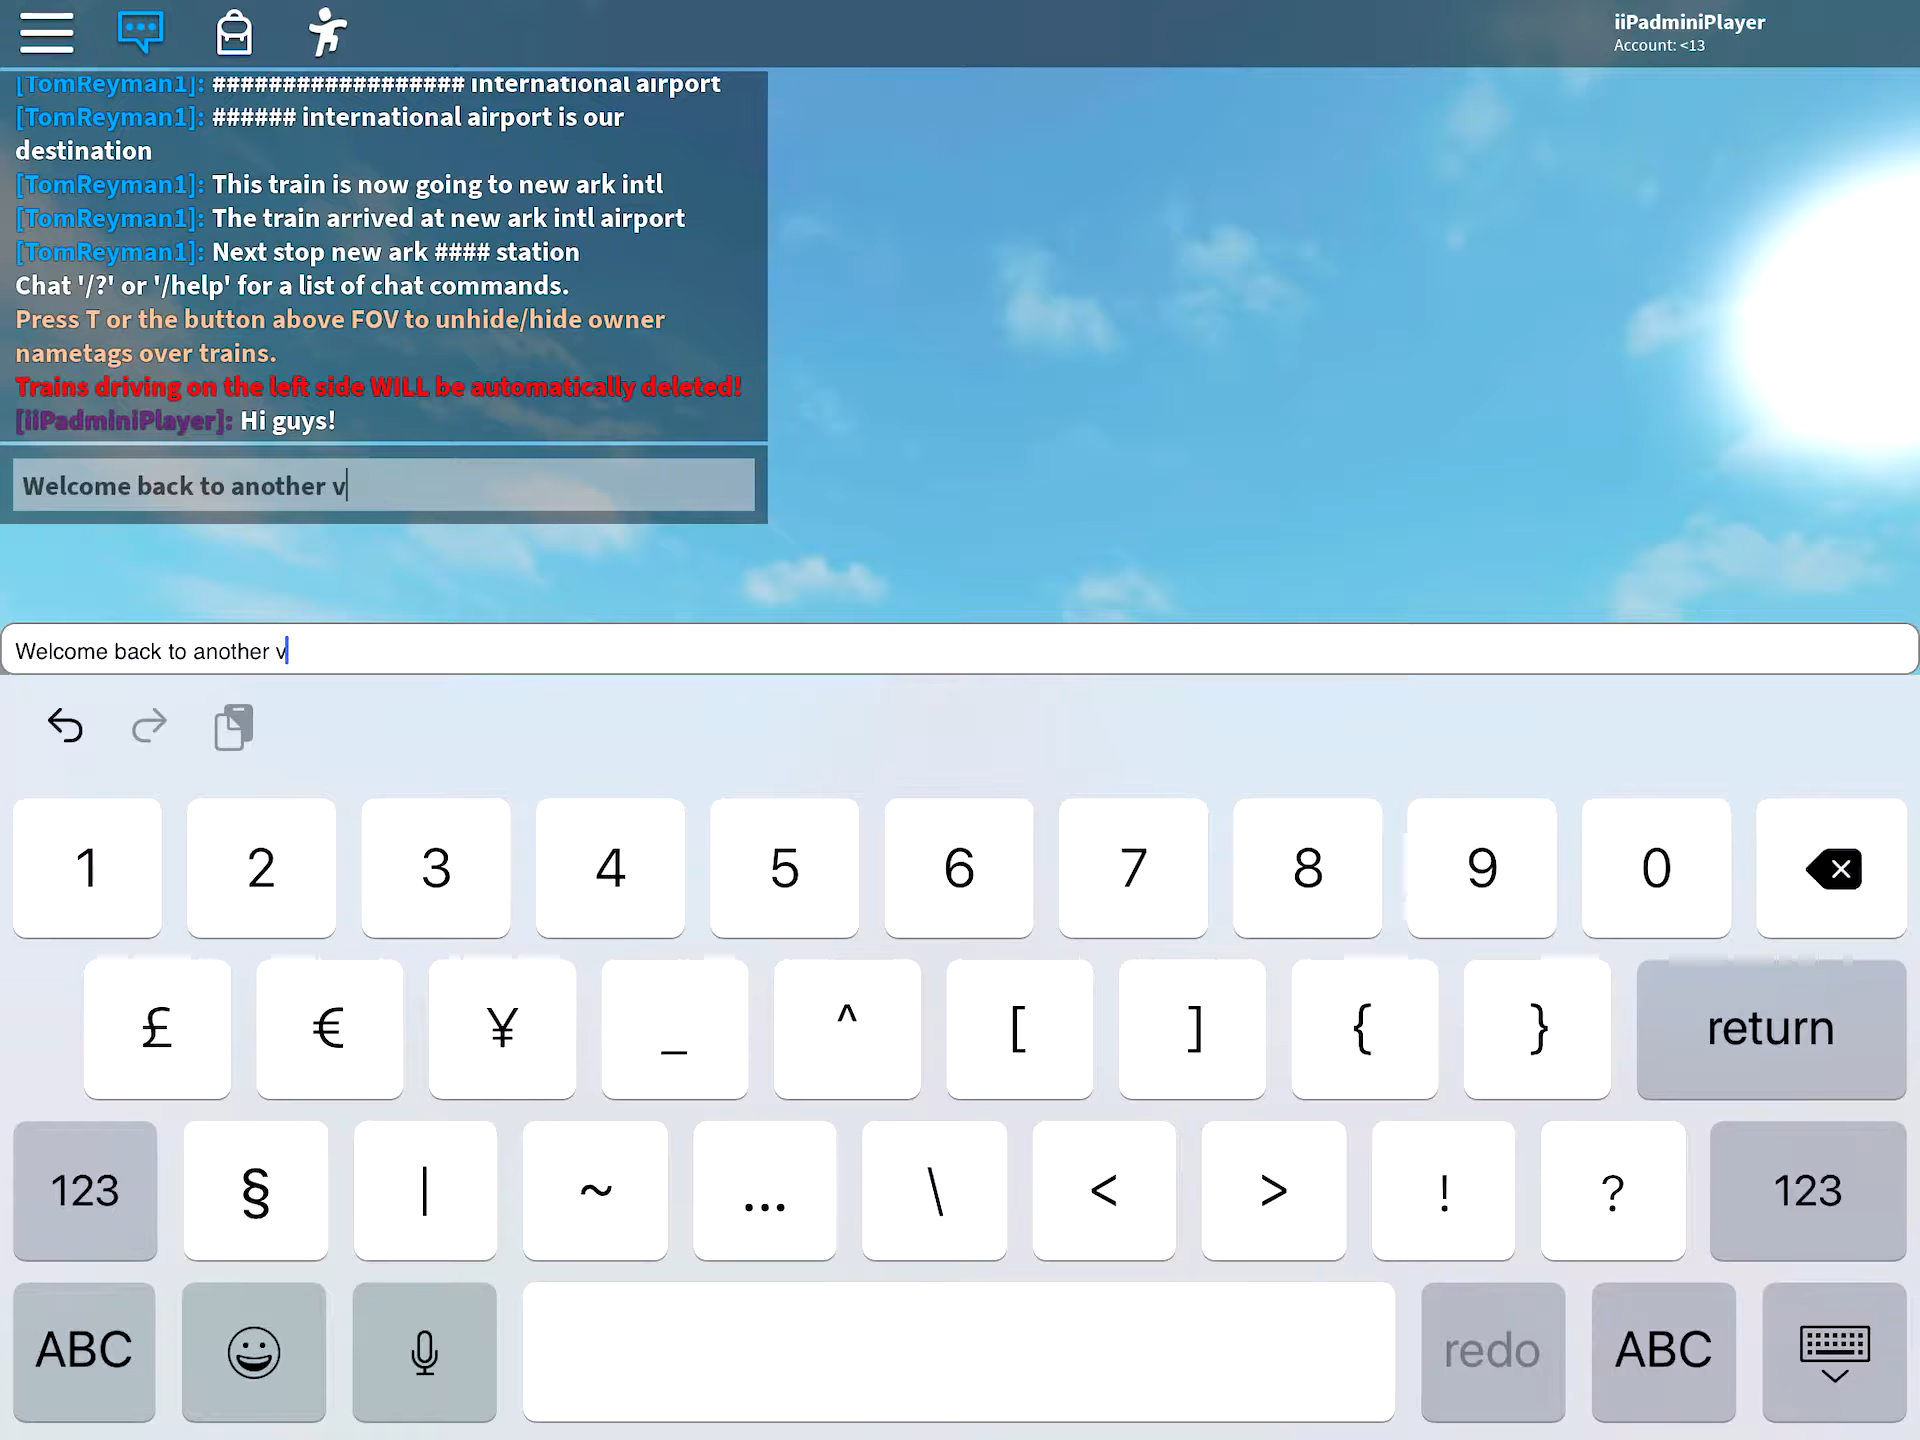 iiPadminiPlayer
Account: <13
[TomReyman1]: ################## international airport
[TomReyman1]: ###### international airport is our
destination
[TomReyman1]: This train is now going to new ark intl
[TomReyman1]: The train arrived at new ark intl airport
[TomReyman1]: Next stop new ark #### station
Chat '/?' or '/help' for a list of chat commands.
Press T or the button above FOV to unhide/hide owner
nametags over trains.
Trains driving on the left side WILL be automatically deleted!
[iiPadminiPlayer]: Hi guys!
Welcome back to another v
Welcome back to another v
1 2 3 4 5 6 7 8 9 0
£ € ¥ _ ^ [ ] { } return
123 § | ~ ... \ < > ! ? 123
ABC redo ABC